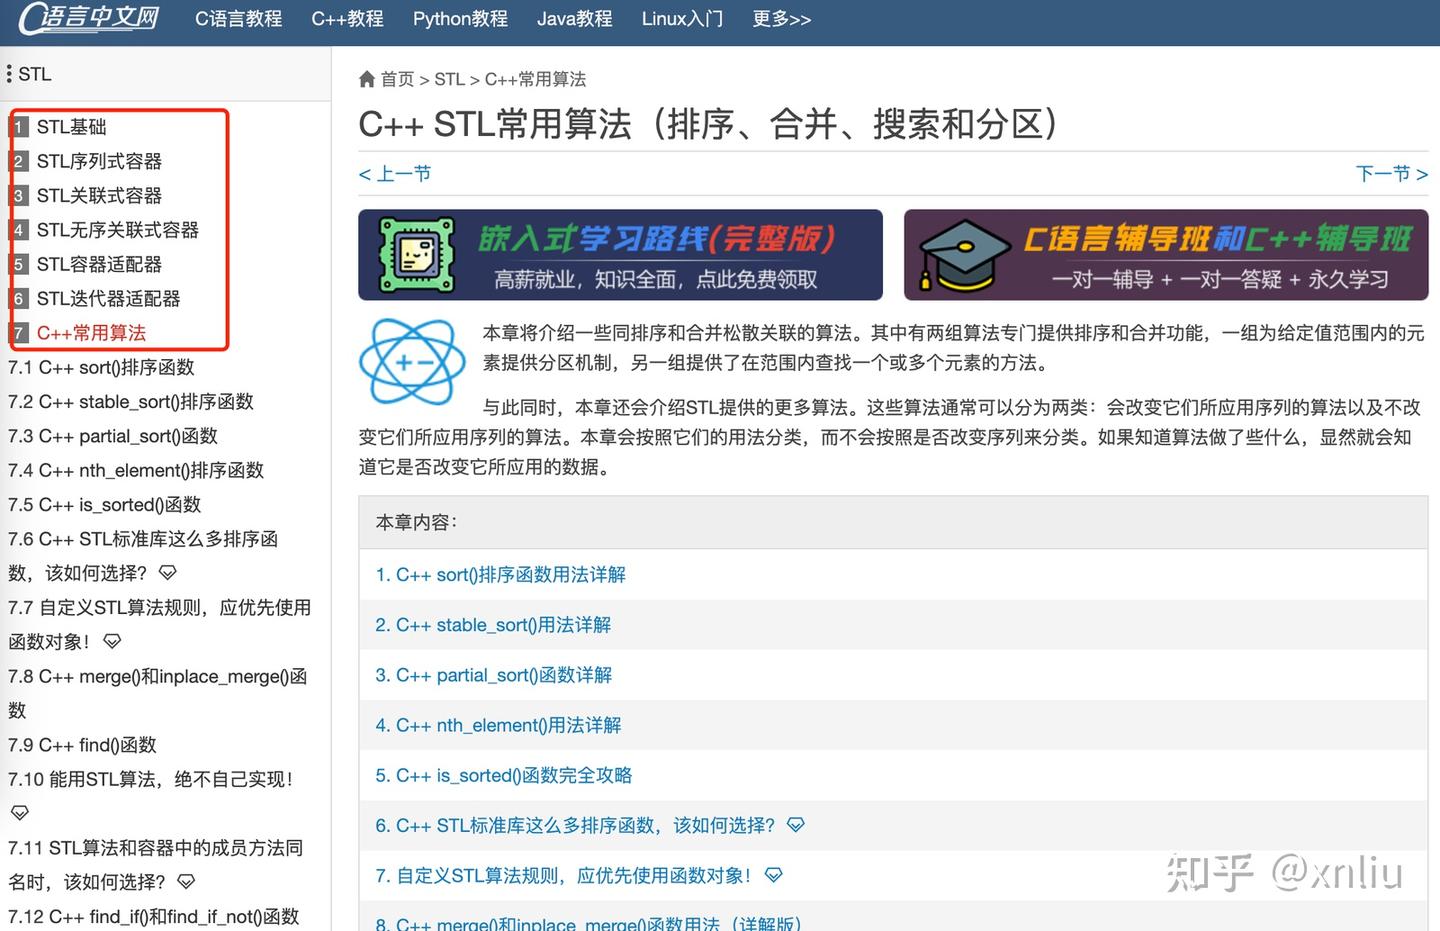 C语言中文网 C语言教程 C++教程 Python教程 Java教程 Linux入门 更多>>
STL
1 STL基础
2 STL序列式容器
3 STL关联式容器
4 STL无序关联式容器
5 STL容器适配器
6 STL迭代器适配器
7 C++常用算法
7.1 C++ sort()排序函数
7.2 C++ stable_sort()排序函数
7.3 C++ partial_sort()函数
7.4 C++ nth_element()排序函数
7.5 C++ is_sorted()函数
7.6 C++ STL标准库这么多排序函
数，该如何选择？
7.7 自定义STL算法规则，应优先使用
函数对象！
7.8 C++ merge()和inplace_merge()函
数
7.9 C++ find()函数
7.10 能用STL算法，绝不自己实现！
7.11 STL算法和容器中的成员方法同
名时，该如何选择？
7.12 C++ find_if()和find_if_not()函数
首页 > STL > C++常用算法
C++ STL常用算法（排序、合并、搜索和分区）
< 上一节
下一节 >
嵌入式学习路线(完整版)
高薪就业，知识全面，点此免费领取
C语言辅导班和C++辅导班
一对一辅导 + 一对一答疑 + 永久学习
本章将介绍一些同排序和合并松散关联的算法。其中有两组算法专门提供排序和合并功能，一组为给定值范围内的元
素提供分区机制，另一组提供了在范围内查找一个或多个元素的方法。
与此同时，本章还会介绍STL提供的更多算法。这些算法通常可以分为两类：会改变它们所应用序列的算法以及不改
变它们所应用序列的算法。本章会按照它们的用法分类，而不会按照是否改变序列来分类。如果知道算法做了些什么，显然就会知
道它是否改变它所应用的数据。
本章内容：
1. C++ sort()排序函数用法详解
2. C++ stable_sort()用法详解
3. C++ partial_sort()函数详解
4. C++ nth_element()用法详解
5. C++ is_sorted()函数完全攻略
6. C++ STL标准库这么多排序函数，该如何选择？
7. 自定义STL算法规则，应优先使用函数对象！
8. C++ merge()和inplace_merge()函数用法（详解版）
知乎 @xnliu